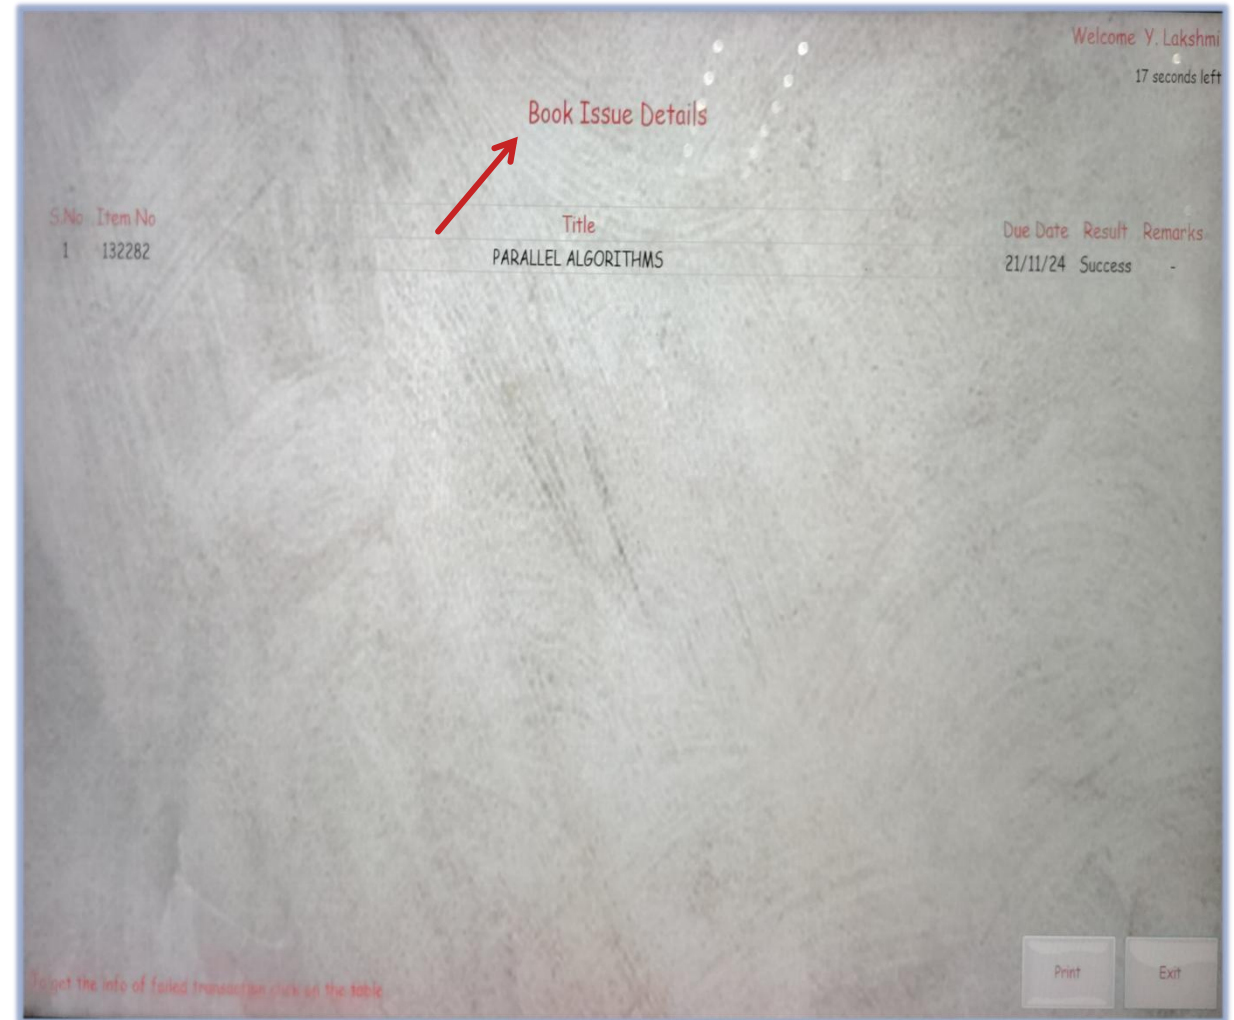 Welcome Y. Lakshmi
17 seconds left
Book Issue Details
S.No Item No Title Due Date Result Remarks
1 132282 PARALLEL ALGORITHMS 21/11/24 Success -
To get the info of failed transaction click on the table
Print Exit